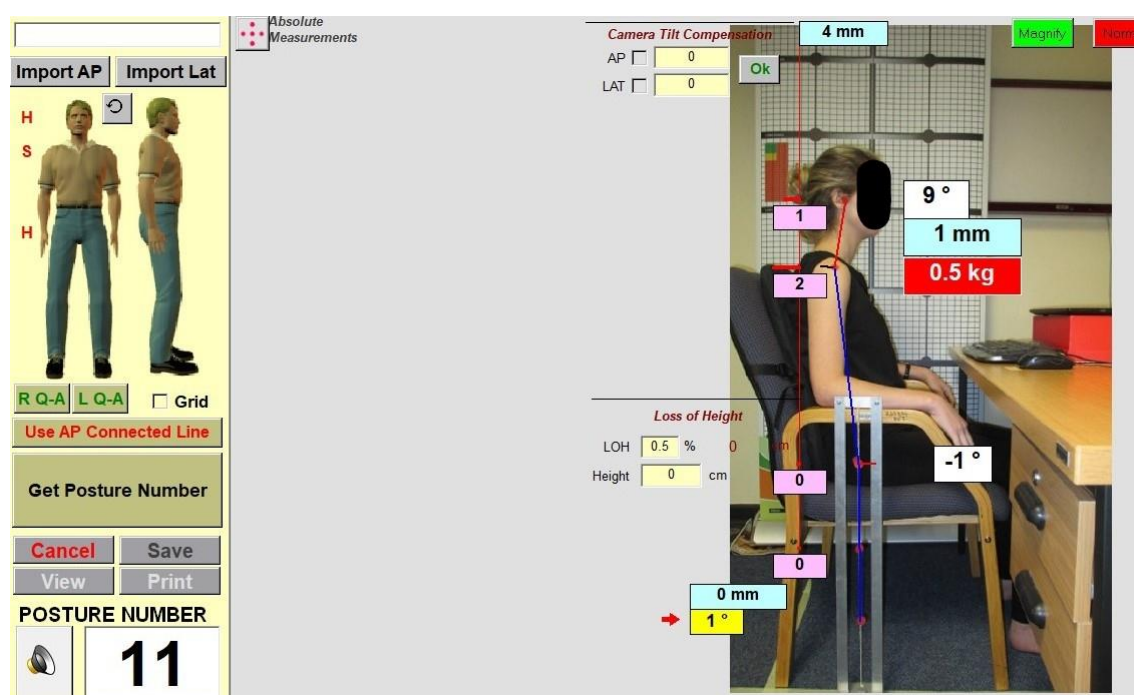 Absolute
Measurements
Camera Tilt Compensation
4 mm
Magnify
AP
0
LAT
0
Ok
Import AP
Import Lat
H
S
H
1
2
9 °
1 mm
0.5 kg
R Q-A
L Q-A
Grid
Use AP Connected Line
Loss of Height
LOH
0.5
%
0
cm
Height
0
cm
-1 °
0
0
Get Posture Number
Cancel
Save
View
Print
0 mm
1 °
POSTURE NUMBER
11